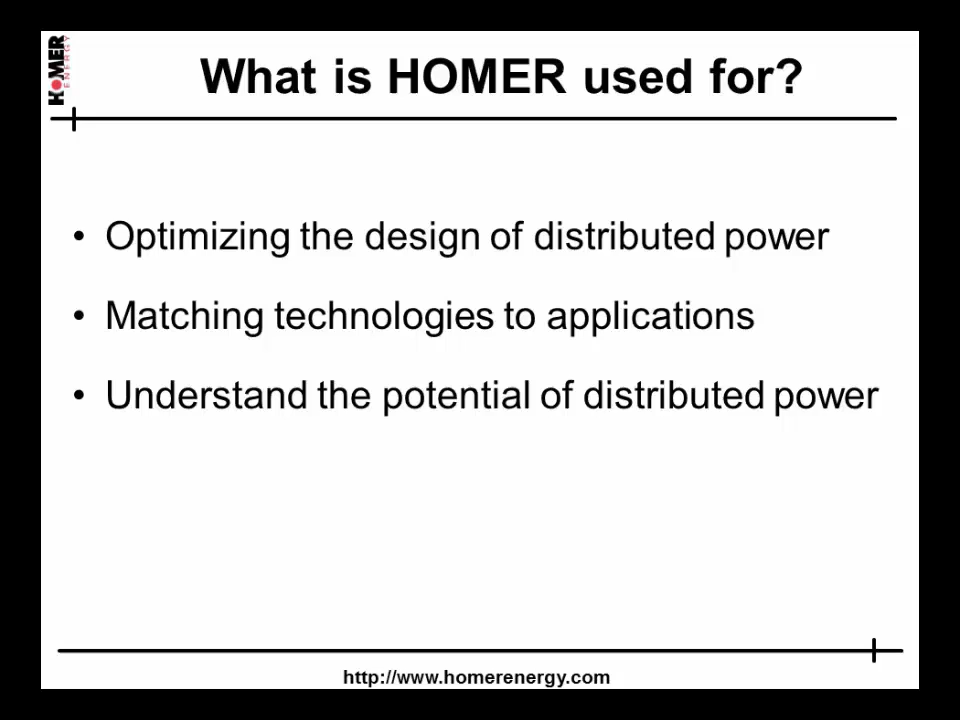 HOMER
ENERGY
What is HOMER used for?
• Optimizing the design of distributed power
• Matching technologies to applications
• Understand the potential of distributed power
http://www.homerenergy.com